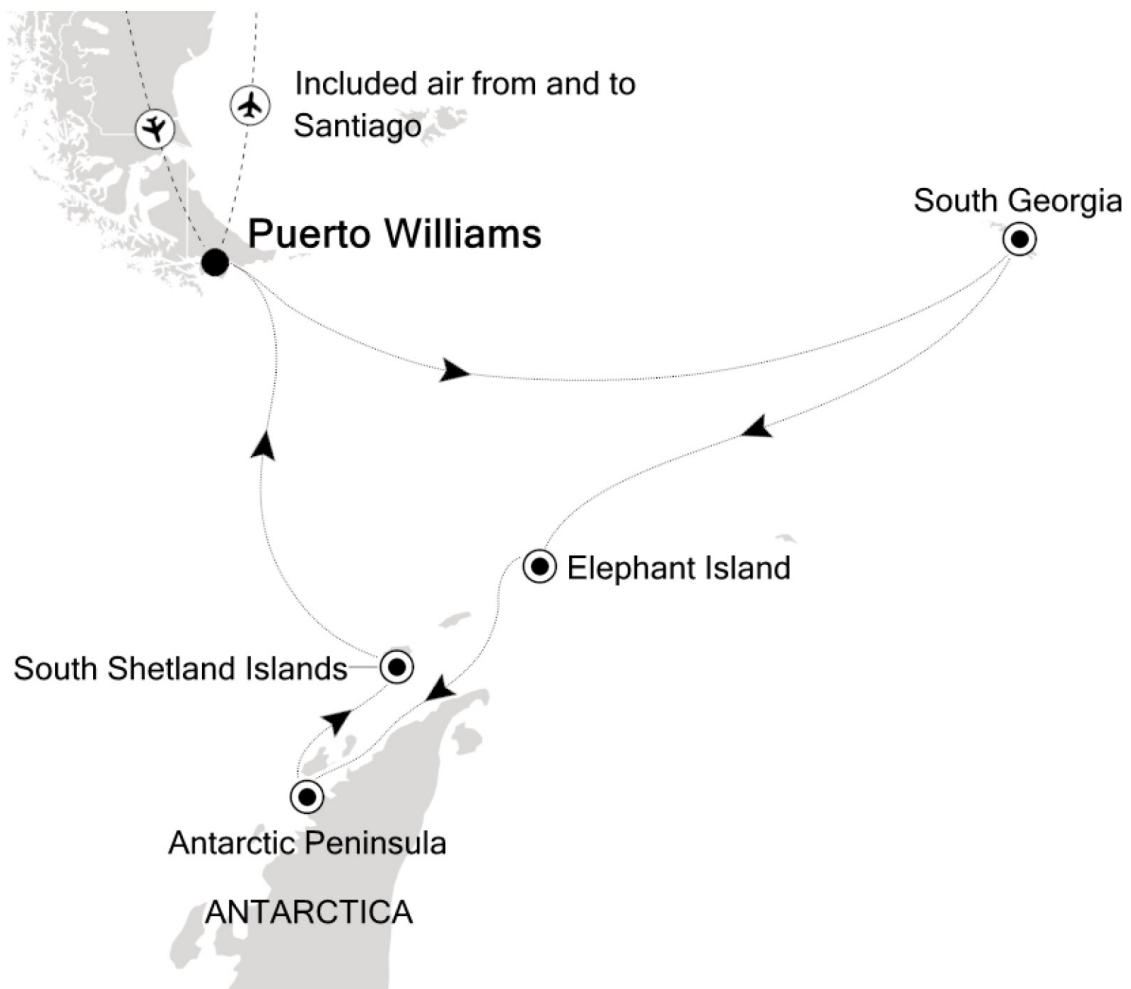 Included air from and to
Santiago
South Georgia
Puerto Williams
Elephant Island
South Shetland Islands
Antarctic Peninsula
ANTARCTICA